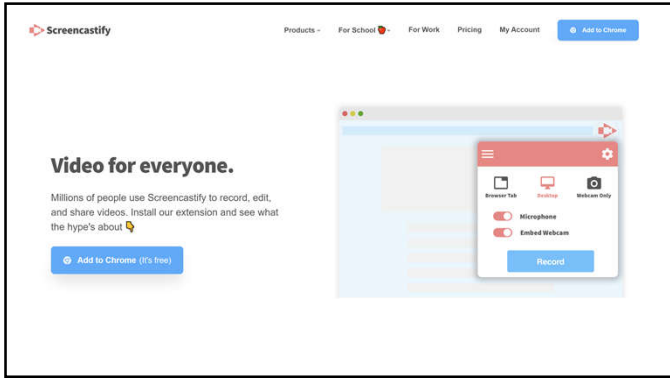 Screencastify
Products
For School
For Work
Pricing
My Account
Add to Chrome
Video for everyone.
Millions of people use Screencastify to record, edit,
and share videos. Install our extension and see what
the hype's about
Add to Chrome (It's free)
Browser Tab
Desktop
Webcam Only
Microphone
Embed Webcam
Record